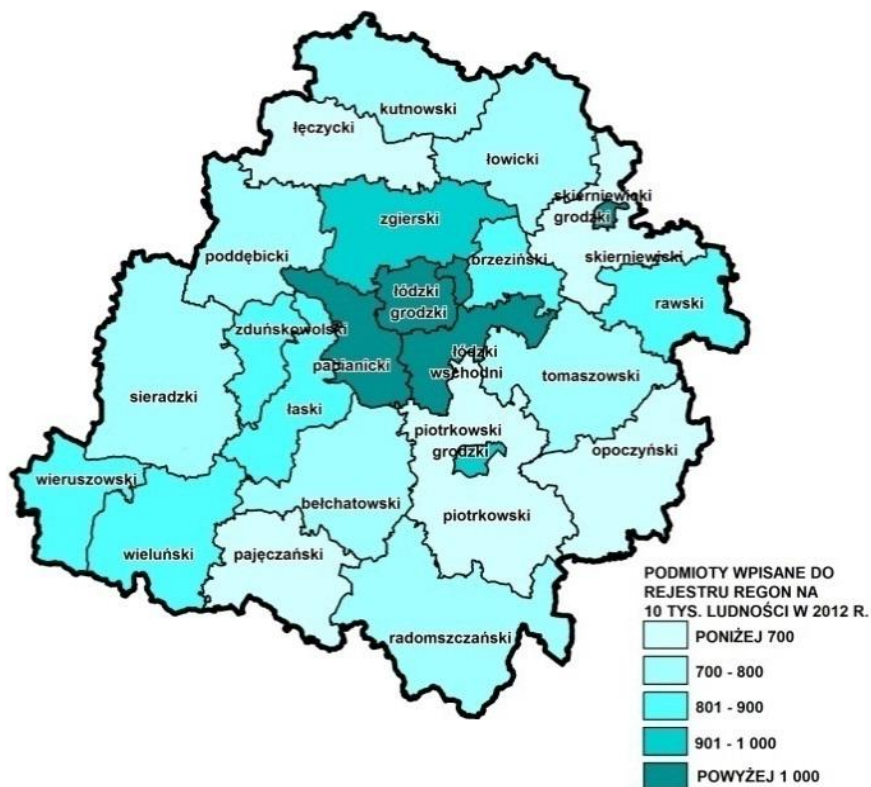 kutnowski
łęczycki
łowicki
skierniewicki
grodzki
zgierski
skierniewicki
brzeziński
poddębicki
łódzki
grodzki
rawski
zduńskowolski
łódzki
wschodni
pabianicki
tomaszowski
sieradzki
łaski
piotrkowski
grodzki
opoczyński
wieruszowski
bełchatowski
piotrkowski
wieluński
pajęczański
radomszczański
PODMIOTY WPISANE DO
REJESTRU REGON NA
10 TYS. LUDNOŚCI W 2012 R.
PONIŻEJ 700
700 - 800
801 - 900
901 - 1 000
POWYŻEJ 1 000